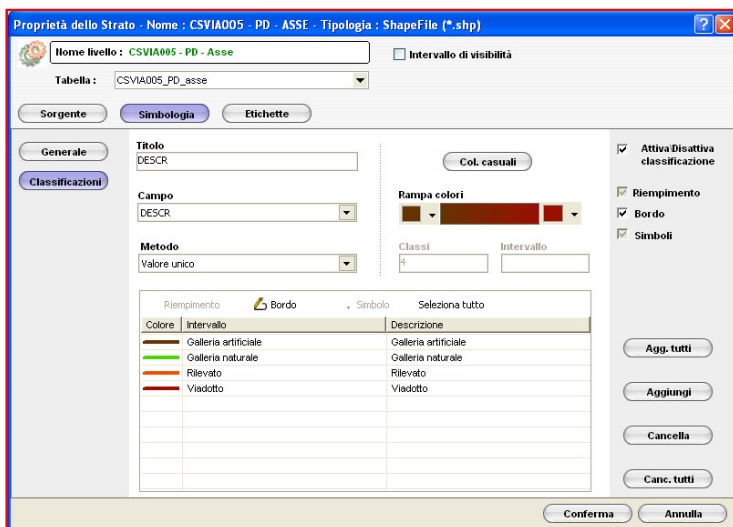 Proprietà dello Strato - Nome : CSVIA005 - PD - ASSE - Tipologia : ShapeFile (*.shp)
Nome livello : CSVIA005 - PD - Asse
Intervallo di visibilità
Tabella : CSVIA005_PD_asse
Sorgente Simbologia Etichette
Generale
Classificazioni
Titolo
DESCR
Col. casuali
Attiva\Disattiva
classificazione
Campo
DESCR
Rampa colori
Riempimento
Bordo
Simboli
Metodo
Valore unico
Classi
4
Intervallo
Riempimento Bordo Simbolo Seleziona tutto
Colore Intervallo Descrizione
Galleria artificiale Galleria artificiale
Galleria naturale Galleria naturale
Rilevato Rilevato
Viadotto Viadotto
Agg. tutti
Aggiungi
Cancella
Canc. tutti
Conferma Annulla